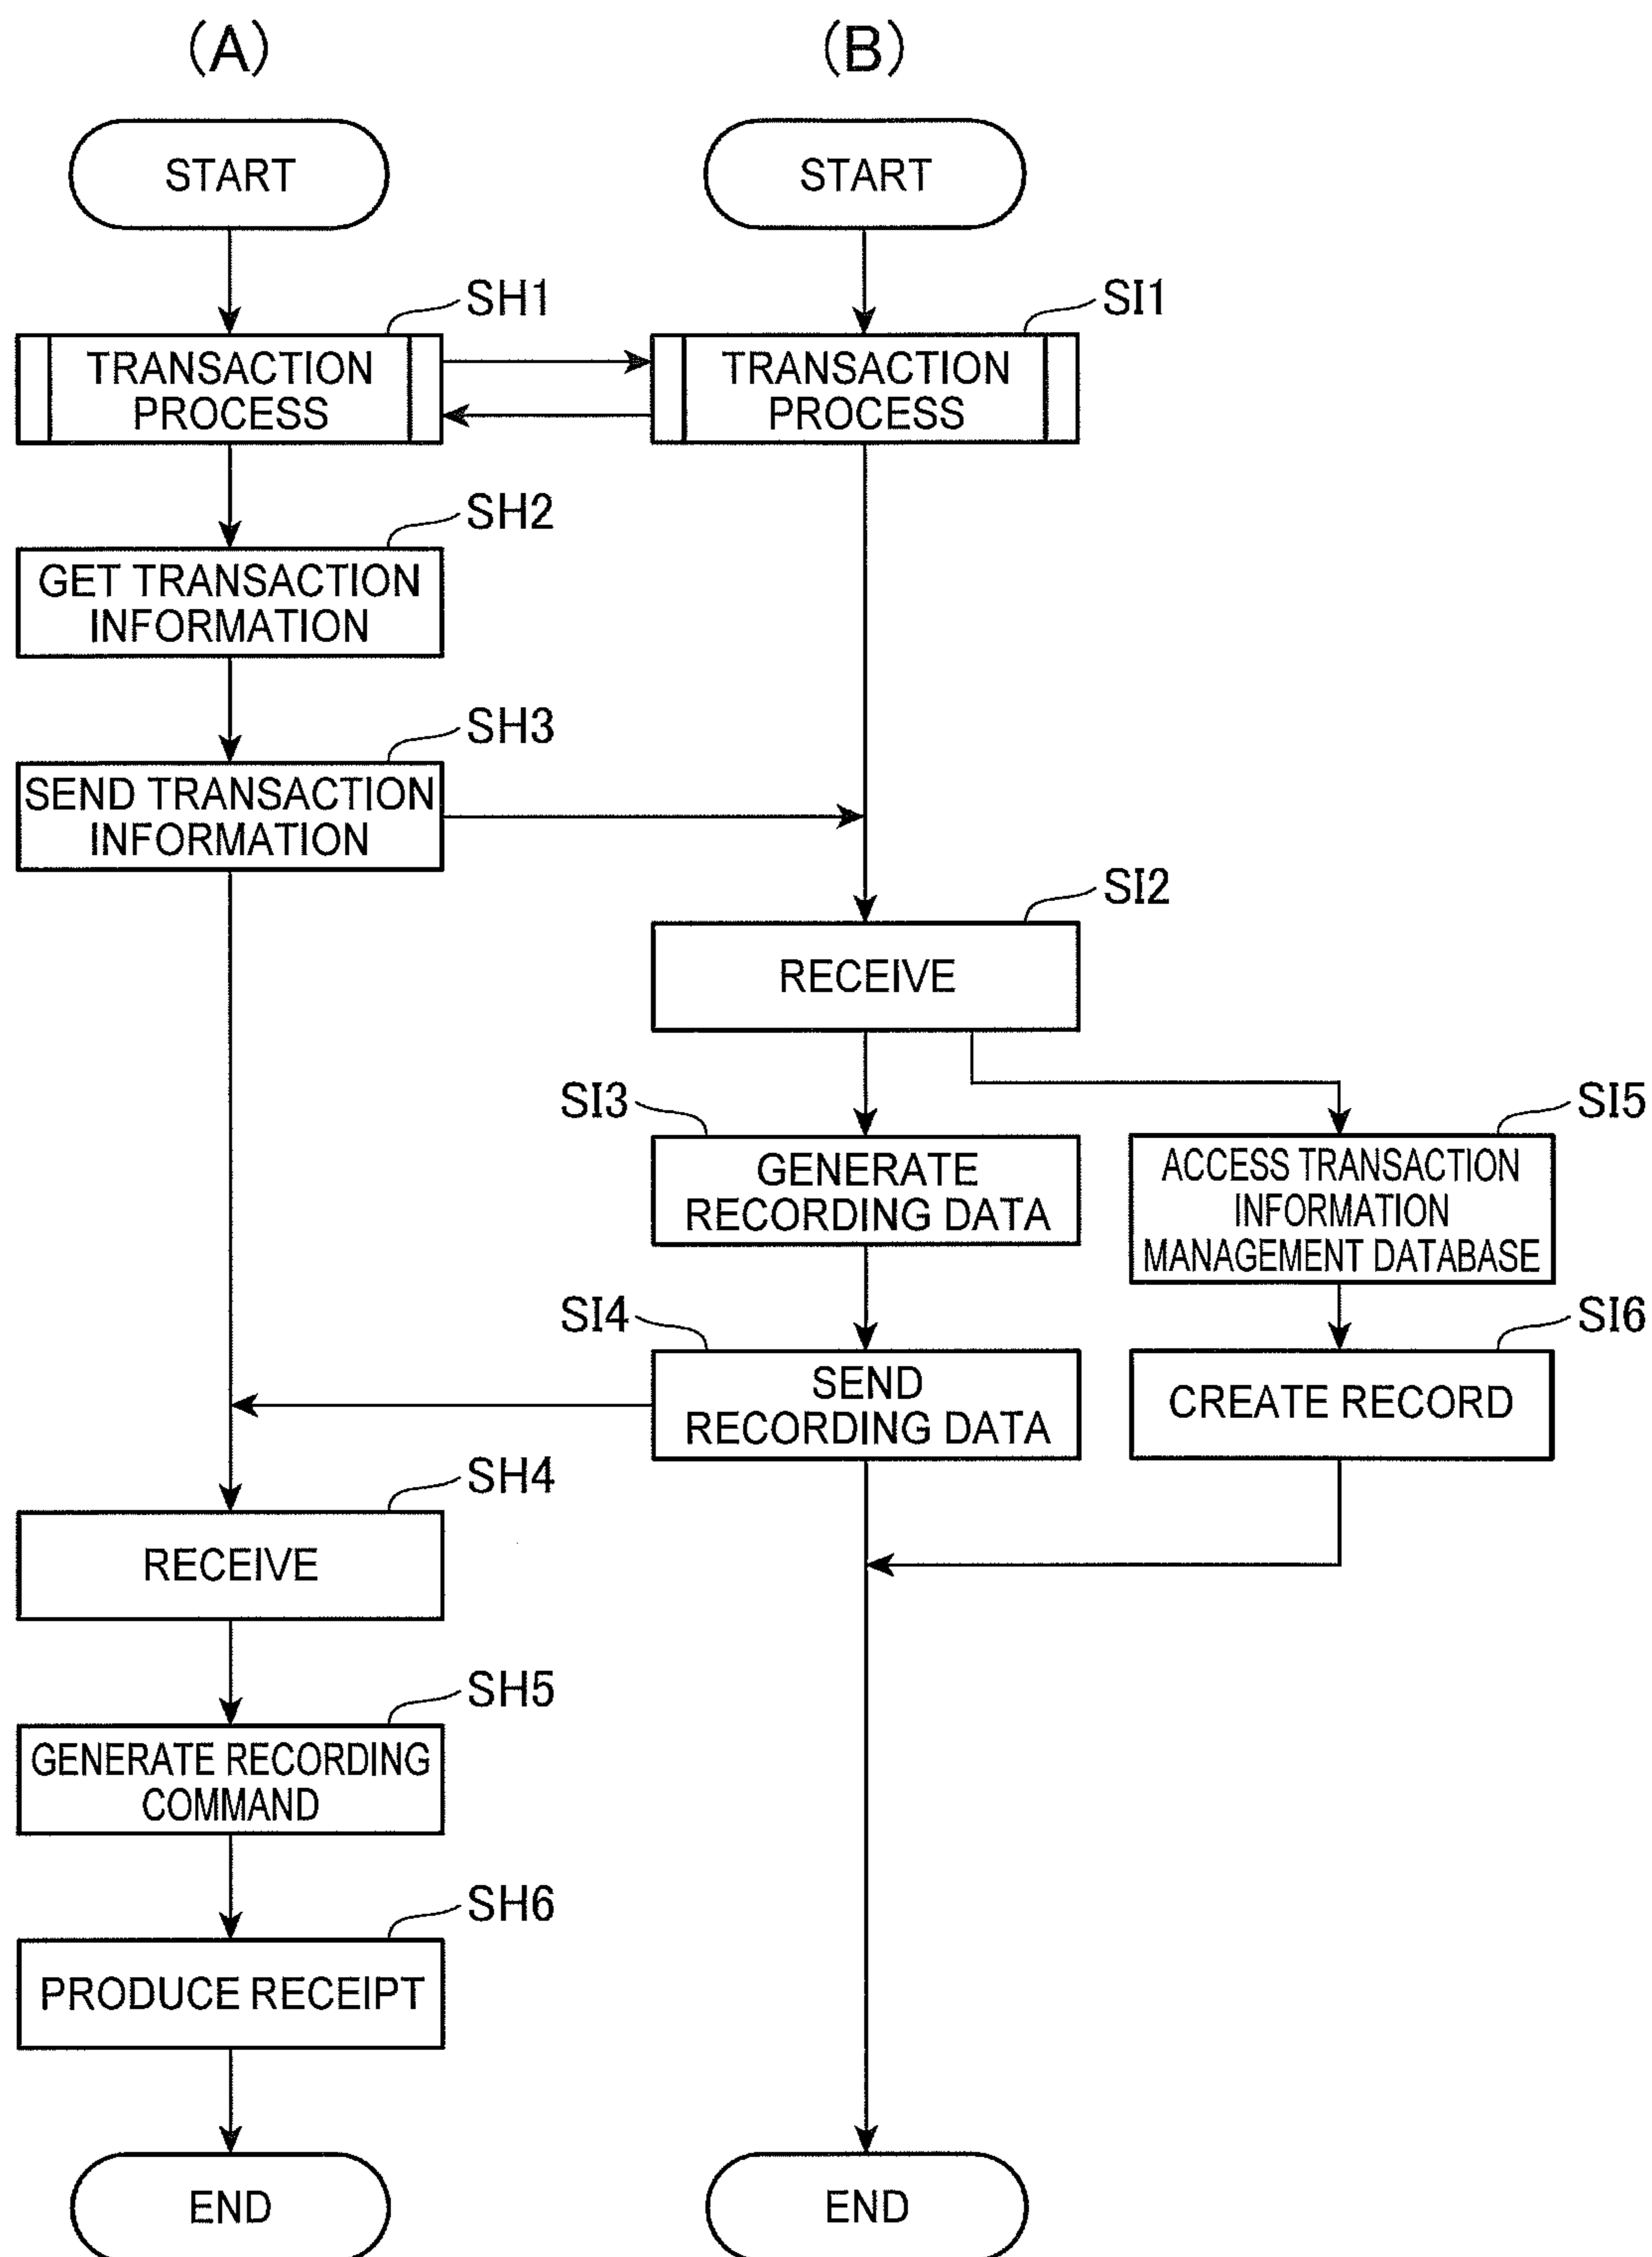 (A)
(B)
START
START
SH1
SI1
TRANSACTION
PROCESS
TRANSACTION
PROCESS
SH2
GET TRANSACTION
INFORMATION
SH3
SEND TRANSACTION
INFORMATION
SI2
RECEIVE
SI3
GENERATE
RECORDING DATA
SI5
ACCESS TRANSACTION
INFORMATION
MANAGEMENT DATABASE
SI4
SEND
RECORDING DATA
SI6
CREATE RECORD
SH4
RECEIVE
SH5
GENERATE RECORDING
COMMAND
SH6
PRODUCE RECEIPT
END
END